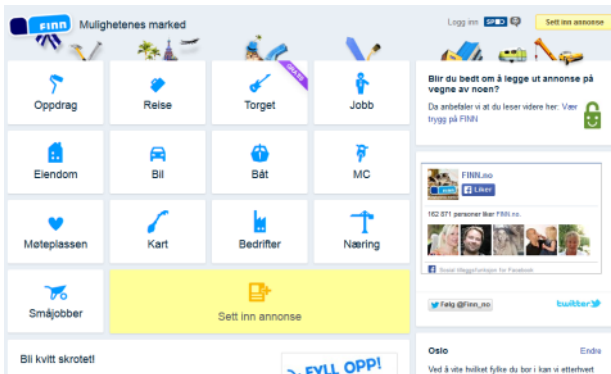 FINN Mulighetenes marked
Logg inn SPID
Sett inn annonse
GRATIS
Oppdrag
Reise
Torget
Jobb
Eiendom
Bil
Båt
MC
Møteplassen
Kart
Bedrifter
Næring
Småjobber
Sett inn annonse
Bli kvitt skrotet!
FYLL OPP!
Blir du bedt om å legge ut annonse på
vegne av noen?
Da anbefaler vi at du leser videre her: Vær
trygg på FINN
FINN.no
Liker
162 871 personer liker FINN.no.
Sosial tilleggsfunksjon for Facebook
Følg @Finn_no
twitter
Oslo
Endre
Ved å vite hvilket fylke du bor i kan vi etterhvert